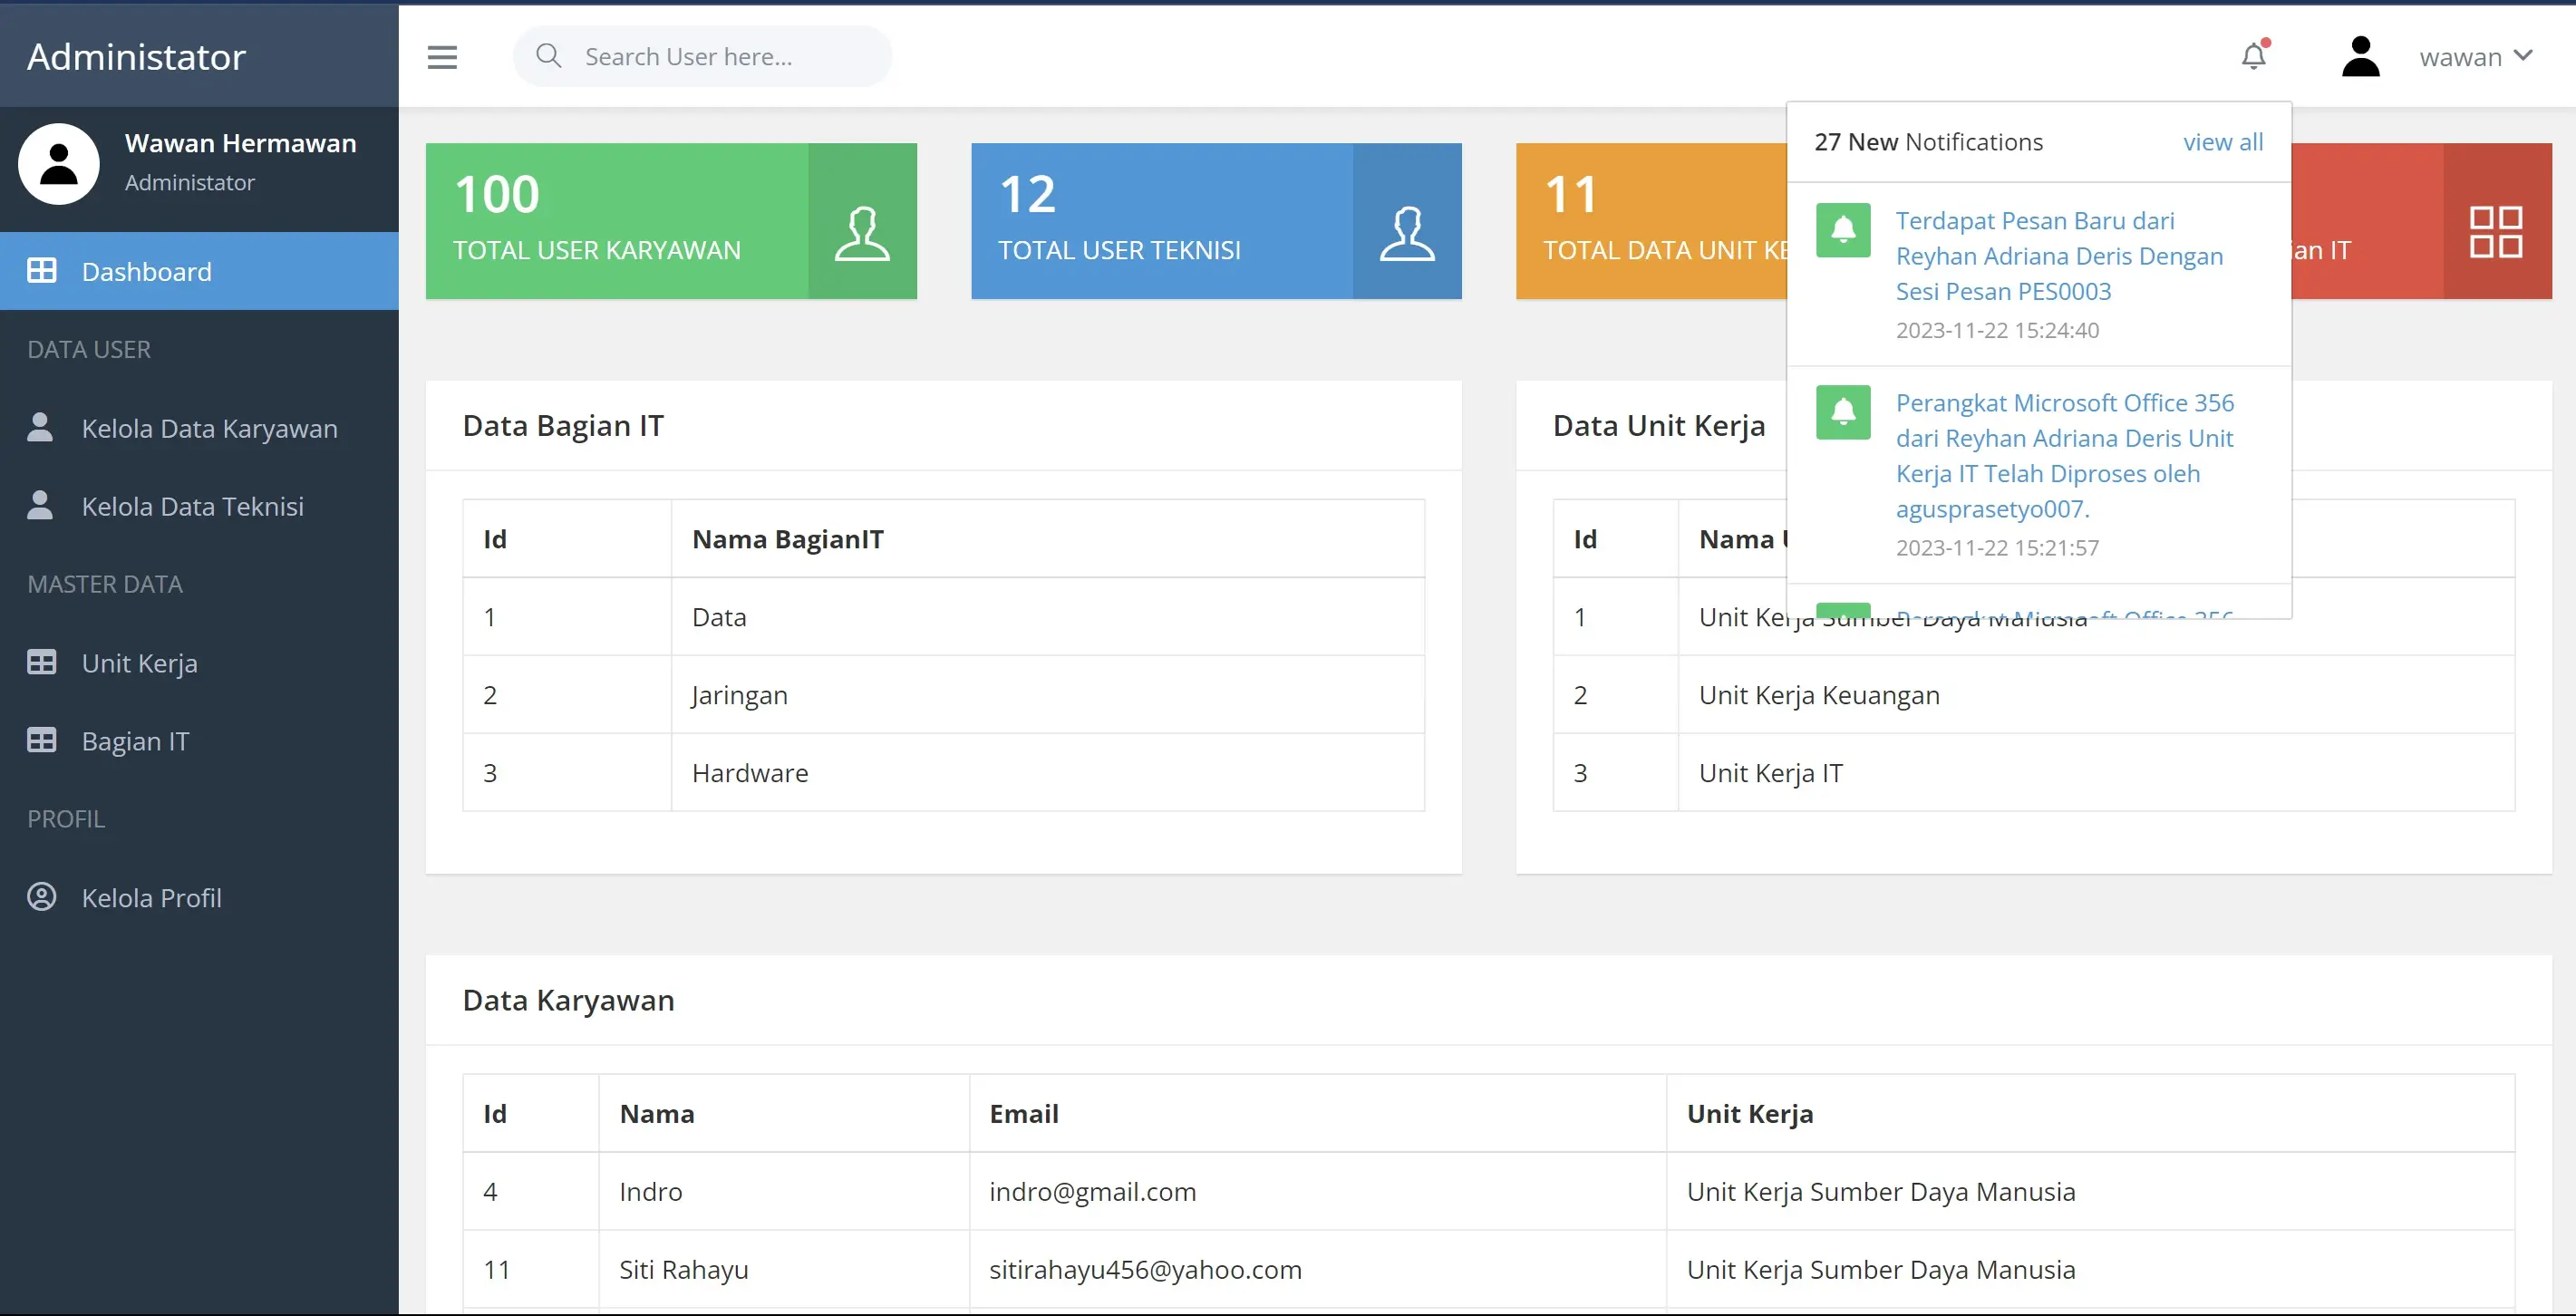 Administator
Search User here...
wawan
Wawan Hermawan
Administator
Dashboard
DATA USER
Kelola Data Karyawan
Kelola Data Teknisi
MASTER DATA
Unit Kerja
Bagian IT
PROFIL
Kelola Profil
100
TOTAL USER KARYAWAN
12
TOTAL USER TEKNISI
11
TOTAL DATA UNIT KE
ian IT
27 New Notifications
view all
Terdapat Pesan Baru dari
Reyhan Adriana Deris Dengan
Sesi Pesan PES0003
2023-11-22 15:24:40
Perangkat Microsoft Office 356
dari Reyhan Adriana Deris Unit
Kerja IT Telah Diproses oleh
agusprasetyo007.
2023-11-22 15:21:57
Perangkat Microsoft Office 356
Data Bagian IT
Id Nama BagianIT
1 Data
2 Jaringan
3 Hardware
Data Unit Kerja
Id Nama
1 Unit Kerja Sumber Daya Manusia
2 Unit Kerja Keuangan
3 Unit Kerja IT
Data Karyawan
Id Nama Email Unit Kerja
4 Indro indro@gmail.com Unit Kerja Sumber Daya Manusia
11 Siti Rahayu sitirahayu456@yahoo.com Unit Kerja Sumber Daya Manusia